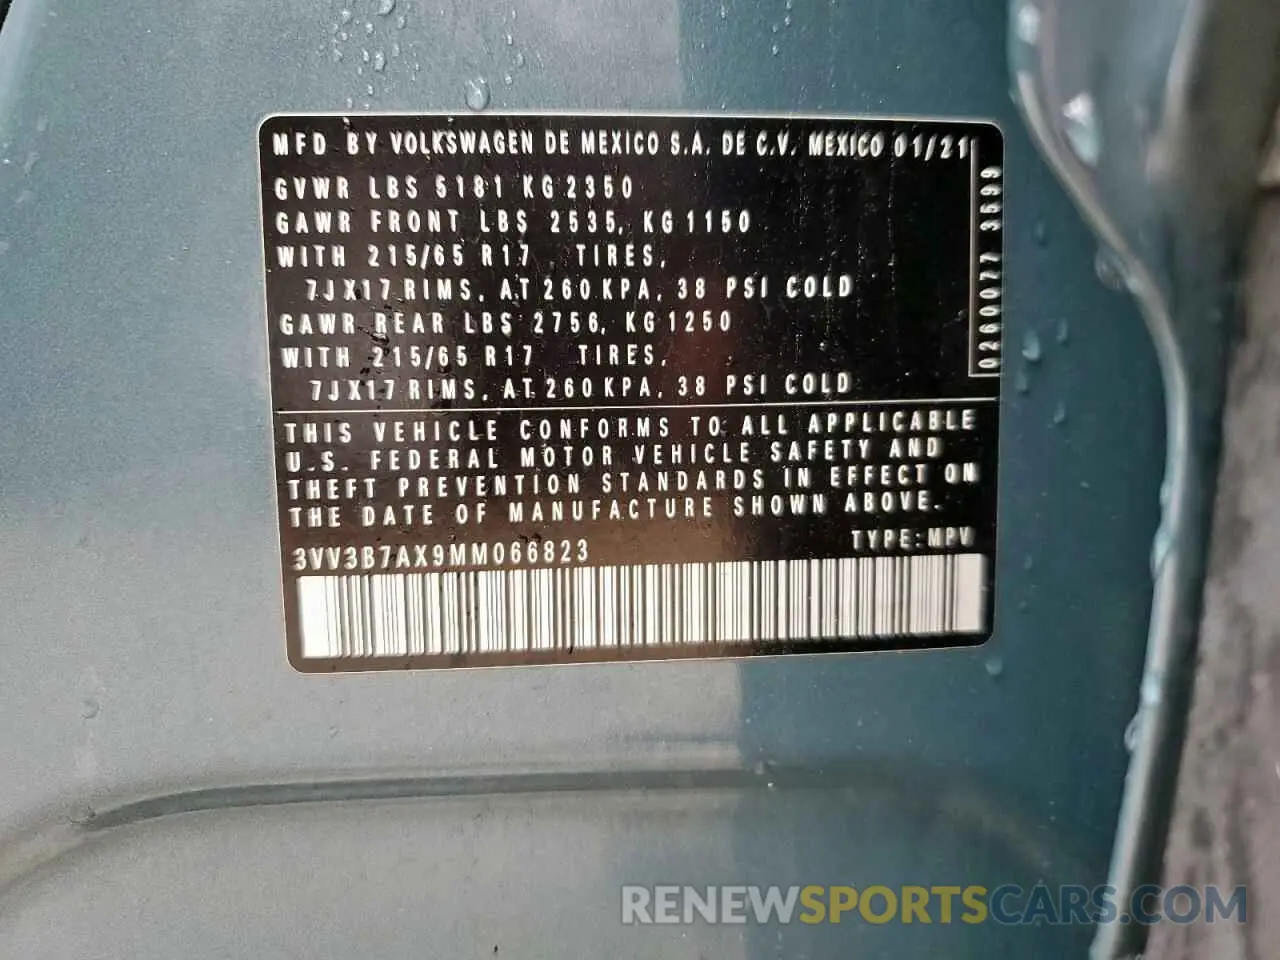 MFD BY VOLKSWAGEN DE MEXICO S.A. DE C.V. MEXICO 01/21
GVWR LBS 5181 KG 2350
GAWR FRONT LBS 2535, KG 1150
WITH 215/65 R17 TIRES,
7JX17 RIMS, AT 260 KPA, 38 PSI COLD
GAWR REAR LBS 2756, KG 1250
WITH 215/65 R17 TIRES,
7JX17 RIMS, AT 260 KPA, 38 PSI COLD
0260077 3699
THIS VEHICLE CONFORMS TO ALL APPLICABLE
U.S. FEDERAL MOTOR VEHICLE SAFETY AND
THEFT PREVENTION STANDARDS IN EFFECT ON
THE DATE OF MANUFACTURE SHOWN ABOVE.
3VV3B7AX9MM066823 TYPE: MPV
RENEWSPORTSCARS.COM